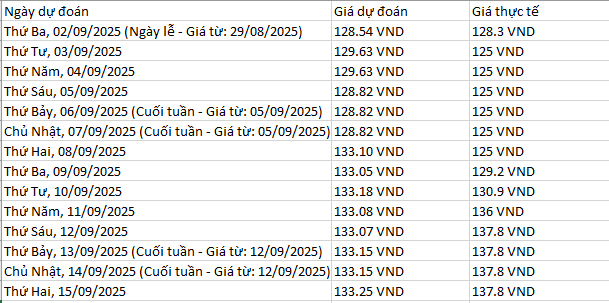 Ngày dự đoán Giá dự đoán Giá thực tế
Thứ Ba, 02/09/2025 (Ngày lễ - Giá từ: 29/08/2025) 128.54 VND 128.3 VND
Thứ Tư, 03/09/2025 129.63 VND 125 VND
Thứ Năm, 04/09/2025 129.63 VND 125 VND
Thứ Sáu, 05/09/2025 128.82 VND 125 VND
Thứ Bảy, 06/09/2025 (Cuối tuần - Giá từ: 05/09/2025) 128.82 VND 125 VND
Chủ Nhật, 07/09/2025 (Cuối tuần - Giá từ: 05/09/2025) 128.82 VND 125 VND
Thứ Hai, 08/09/2025 133.10 VND 125 VND
Thứ Ba, 09/09/2025 133.05 VND 129.2 VND
Thứ Tư, 10/09/2025 133.18 VND 130.9 VND
Thứ Năm, 11/09/2025 133.08 VND 136 VND
Thứ Sáu, 12/09/2025 133.07 VND 137.8 VND
Thứ Bảy, 13/09/2025 (Cuối tuần - Giá từ: 12/09/2025) 133.15 VND 137.8 VND
Chủ Nhật, 14/09/2025 (Cuối tuần - Giá từ: 12/09/2025) 133.15 VND 137.8 VND
Thứ Hai, 15/09/2025 133.25 VND 137.8 VND